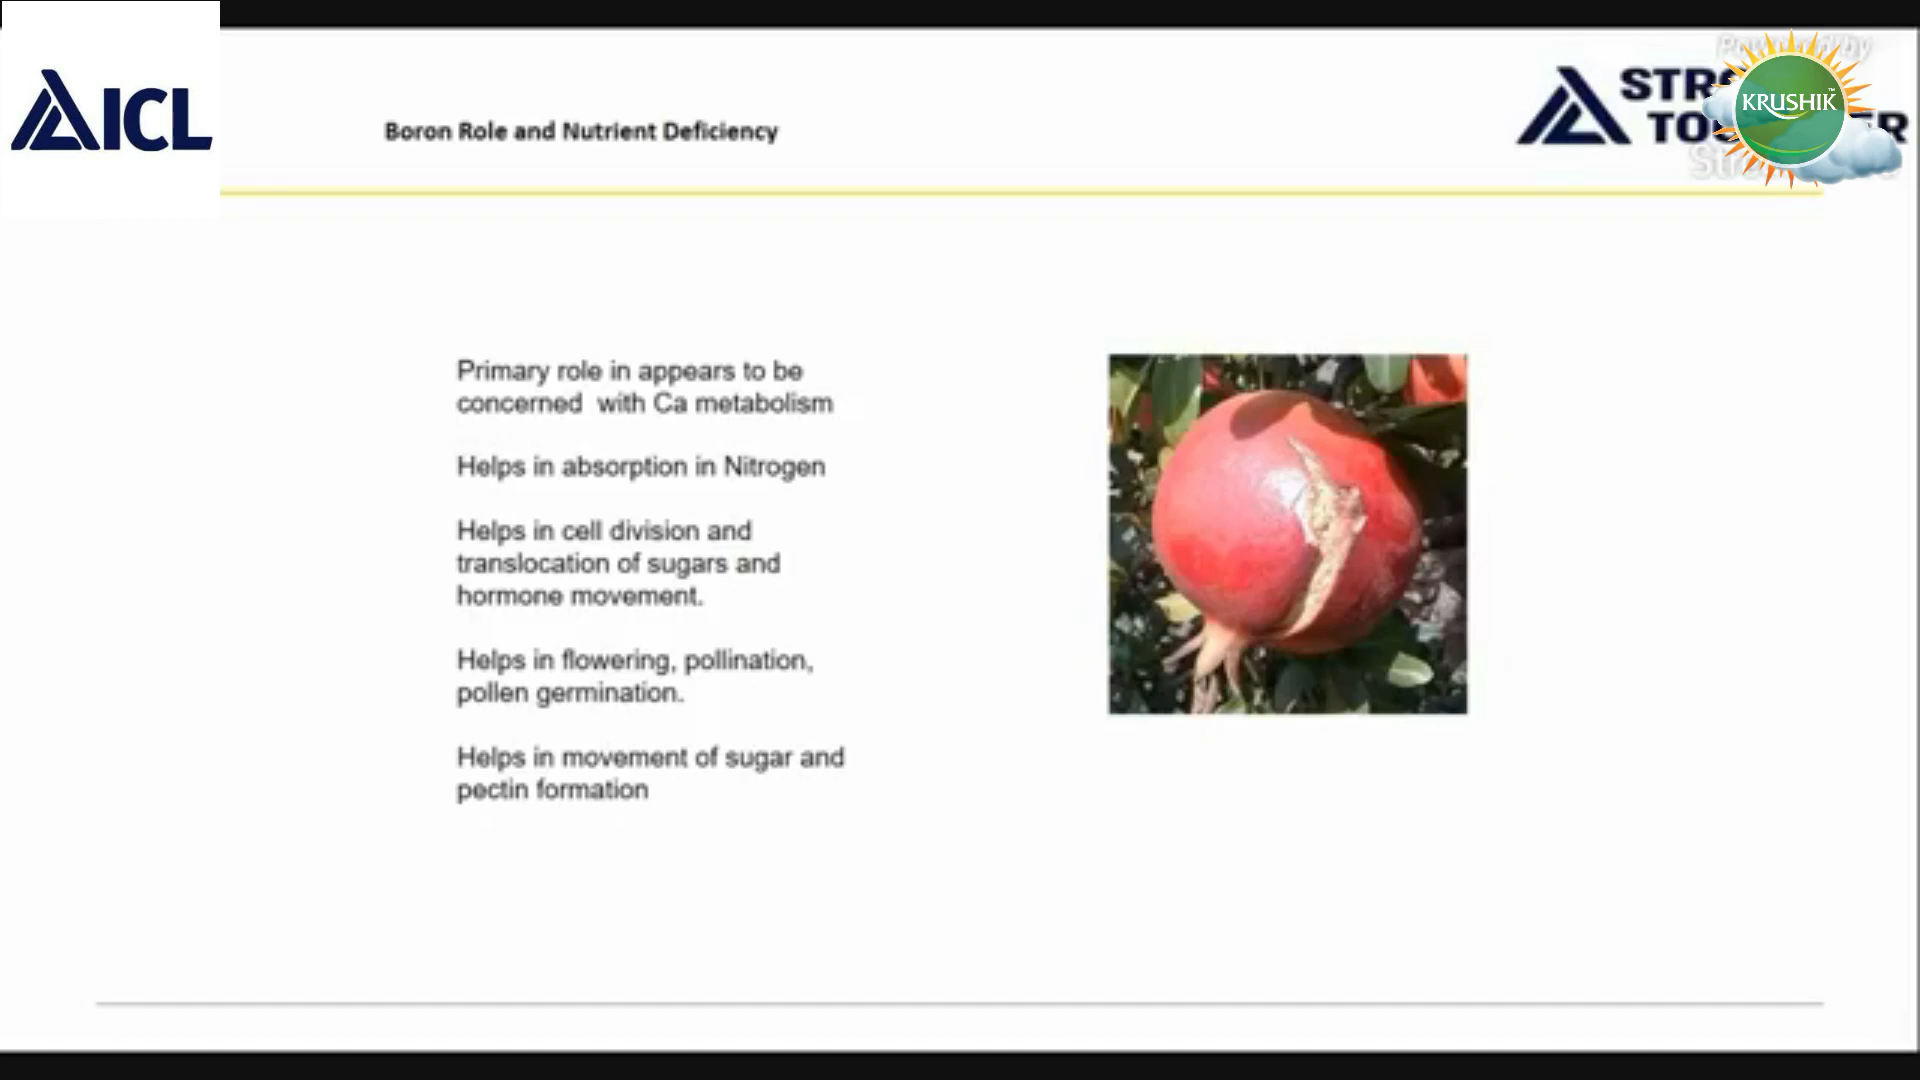 ICL
Boron Role and Nutrient Deficiency
Powered by
KRUSHIK
Primary role in appears to be
concerned with Ca metabolism
Helps in absorption in Nitrogen
Helps in cell division and
translocation of sugars and
hormone movement.
Helps in flowering, pollination,
pollen germination.
Helps in movement of sugar and
pectin formation